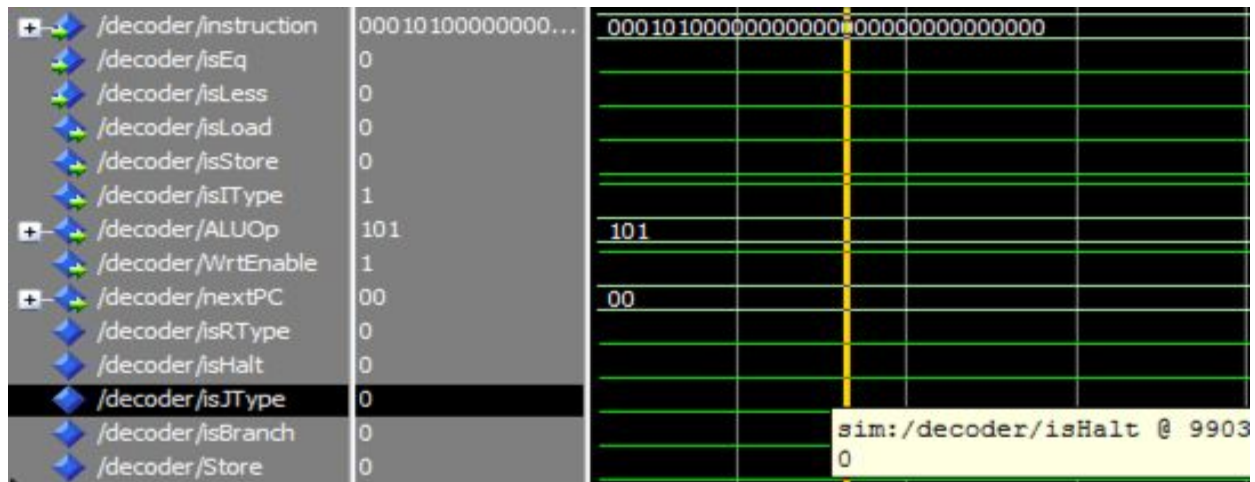 /decoder/instruction 00010100000000... 00010100000000000000000000000000
/decoder/isEq 0
/decoder/isLess 0
/decoder/isLoad 0
/decoder/isStore 0
/decoder/isIType 1
/decoder/ALUOp 101 101
/decoder/WrtEnable 1
/decoder/nextPC 00 00
/decoder/isRType 0
/decoder/isHalt 0
/decoder/isJType 0
/decoder/isBranch 0
sim:/decoder/isHalt @ 9903
/decoder/Store 0
0